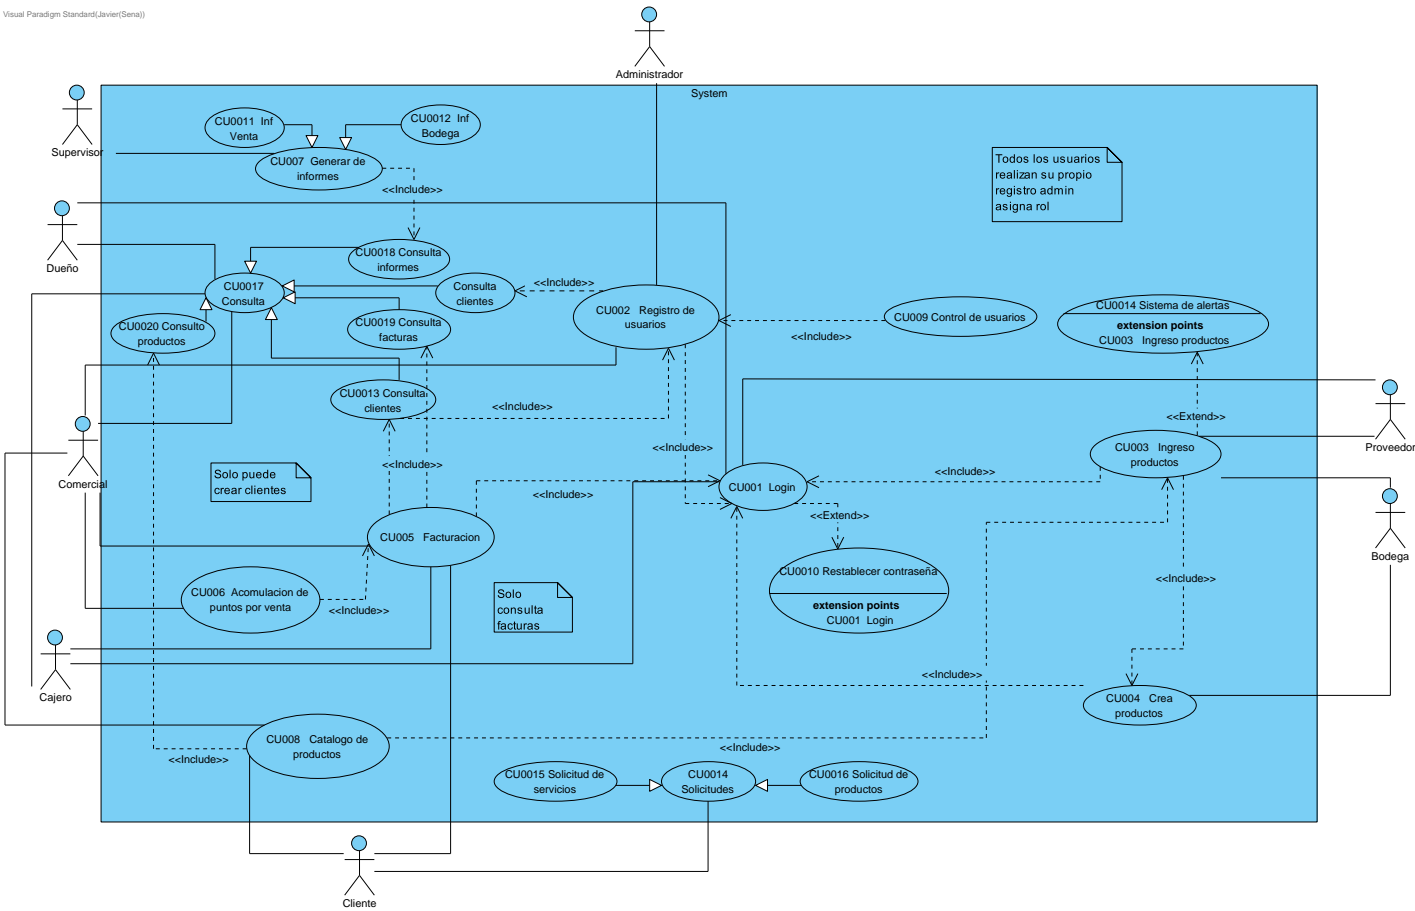 Visual Paradigm Standard(Javier(Sena))
Administrador
System
Supervisor
CU0011 Inf
Venta
CU0012 Inf
Bodega
CU007 Generar de
informes
<<Include>>
Todos los usuarios
realizan su propio
registro admin
asigna rol
Dueño
CU0018 Consulta
informes
CU0017
Consulta
Consulta
clientes
<<Include>>
CU002 Registro de
usuarios
CU009 Control de usuarios
<<Include>>
CU0014 Sistema de alertas
extension points
CU003 Ingreso productos
CU0020 Consulto
productos
CU0019 Consulta
facturas
CU0013 Consulta
clientes
<<Include>>
<<Extend>>
Proveedor
Comercial
Solo puede
crear clientes
<<Include>>
<<Include>>
<<Include>>
CU001 Login
<<Include>>
CU003 Ingreso
productos
<<Extend>>
CU005 Facturacion
Bodega
CU0010 Restablecer contraseña
extension points
CU001 Login
<<Include>>
CU006 Acomulacion de
puntos por venta
<<Include>>
Solo
consulta
facturas
Cajero
<<Include>>
CU004 Crea
productos
CU008 Catalogo de
productos
<<Include>>
<<Include>>
CU0015 Solicitud de
servicios
CU0014
Solicitudes
CU0016 Solicitud de
productos
Cliente